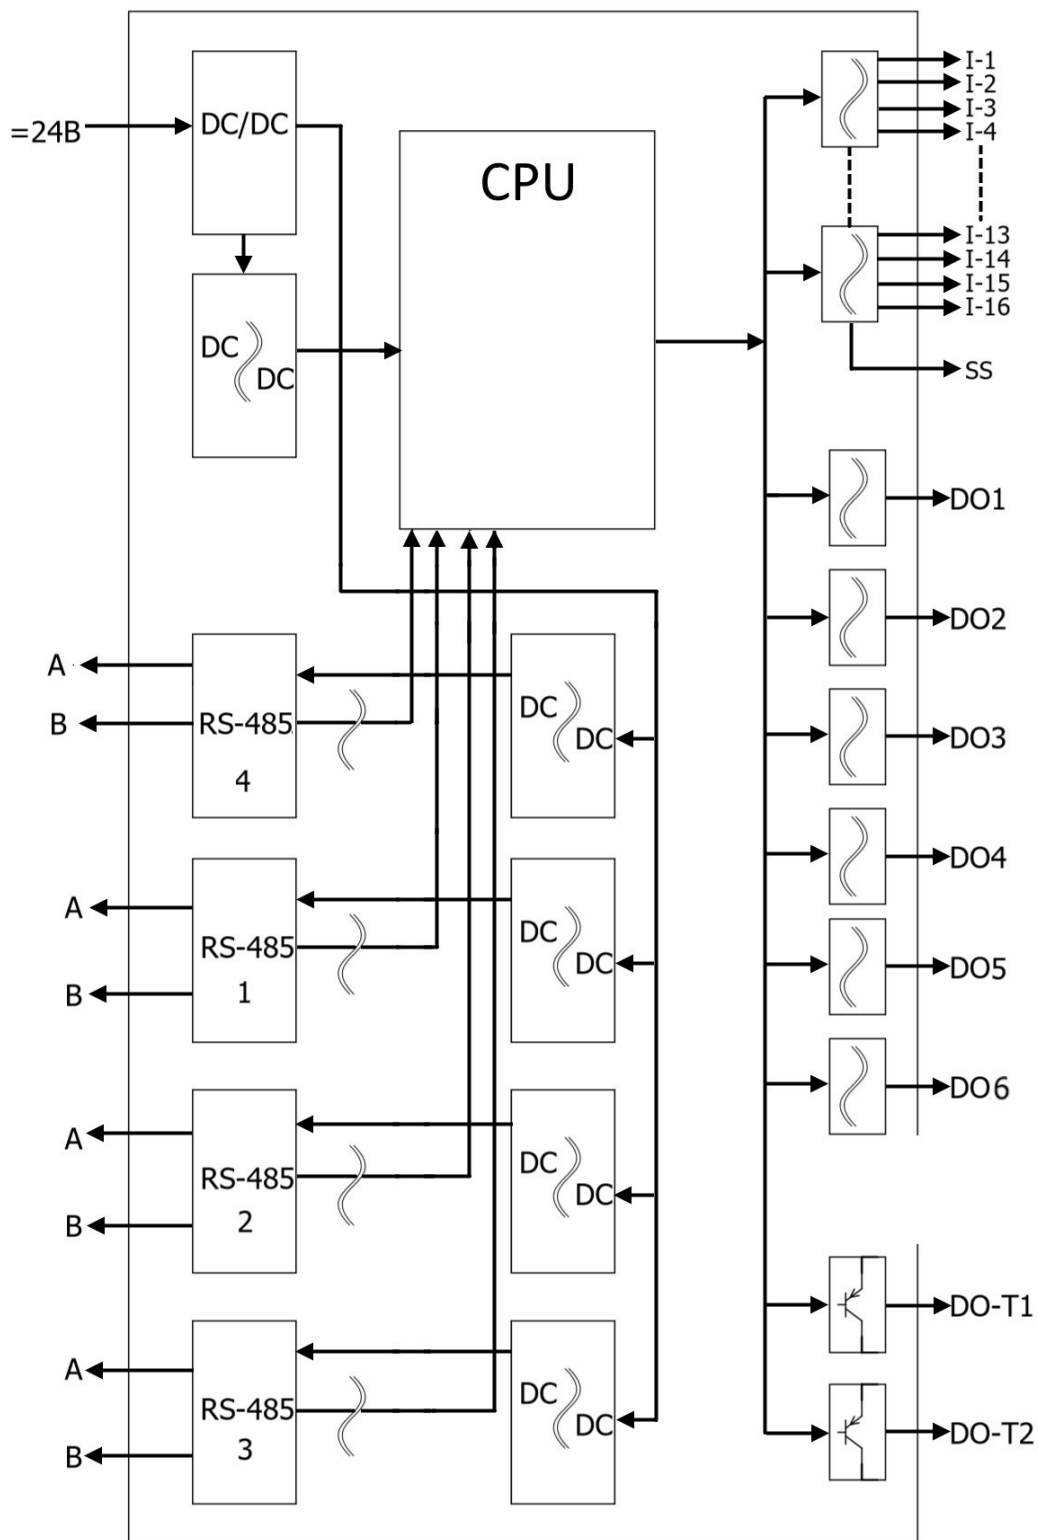 =24В
DC/DC
DC
DC
CPU
I-1
I-2
I-3
I-4
I-13
I-14
I-15
I-16
SS
DO1
DO2
DO3
DO4
DO5
DO6
DO-T1
DO-T2
A
B
RS-485
4
DC
DC
A
B
RS-485
1
DC
DC
A
B
RS-485
2
DC
DC
A
B
RS-485
3
DC
DC